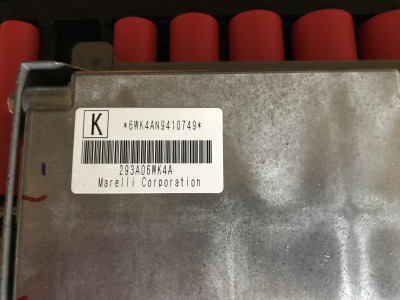 K
*6WK4AN9410749*
293A06WK4A
Marelli Corporation